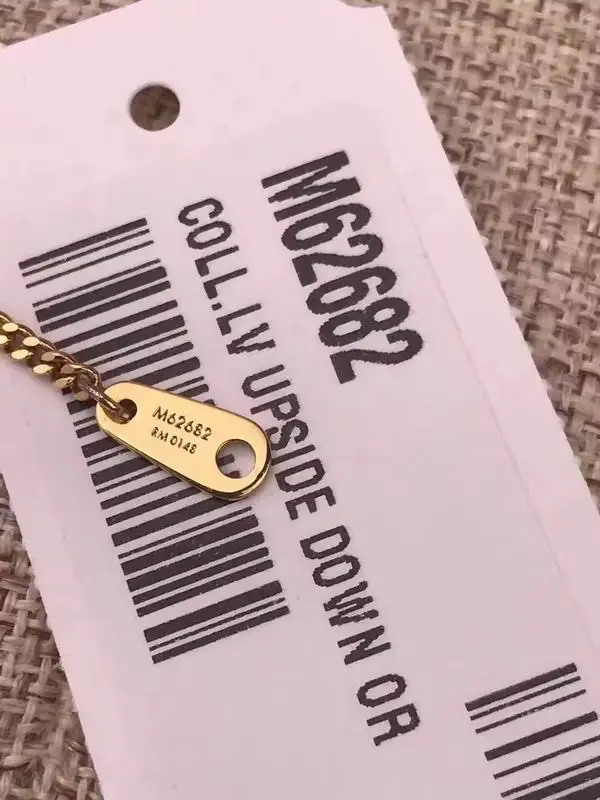 M62682
COLL.LV UPSIDE DOWN OR
M62682
RM0148